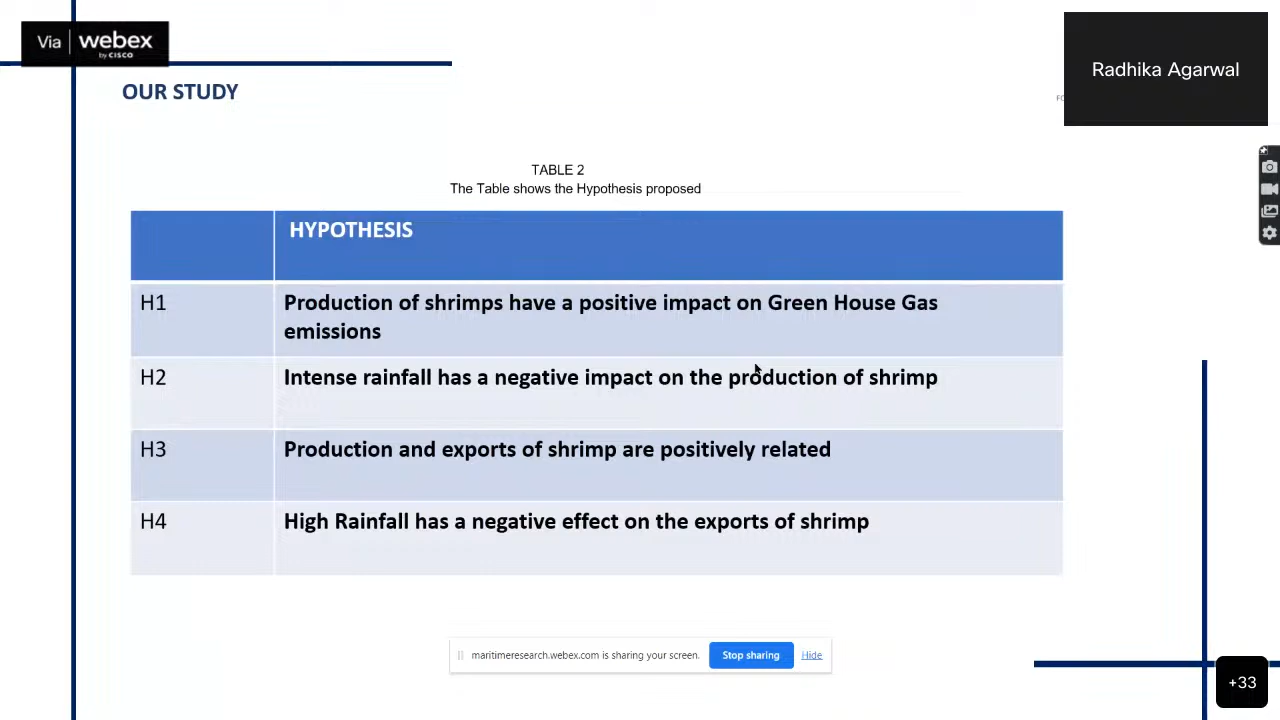 Via webex
by CISCO
Radhika Agarwal
OUR STUDY
TABLE 2
The Table shows the Hypothesis proposed
HYPOTHESIS
H1 Production of shrimps have a positive impact on Green House Gas
emissions
H2 Intense rainfall has a negative impact on the production of shrimp
H3 Production and exports of shrimp are positively related
H4 High Rainfall has a negative effect on the exports of shrimp
maritimeresearch.webex.com is sharing your screen. Stop sharing Hide
+33